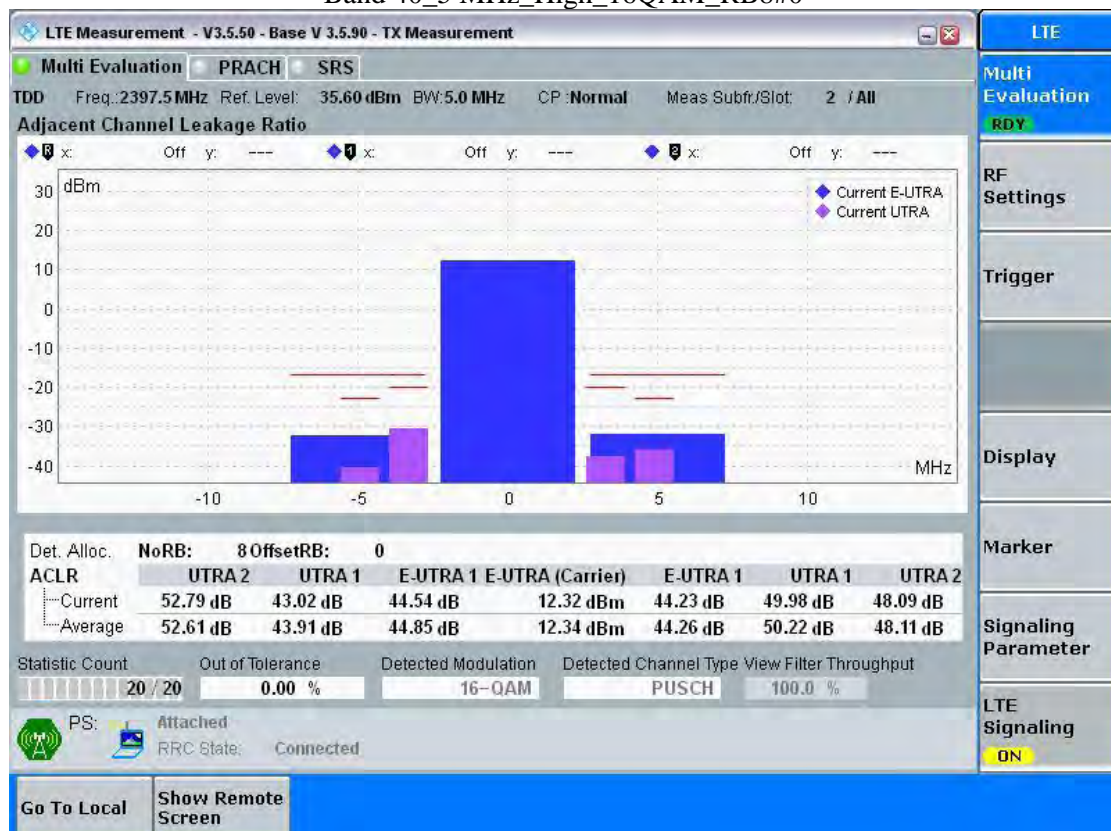 Band 40_5 MHz_High_16QAM_RB8#0
LTE Measurement - V3.5.50 - Base V 3.5.90 - TX Measurement
LTE
Multi Evaluation PRACH SRS
Multi
Evaluation
RDY
TDD Freq.:2397.5 MHz Ref. Level: 35.60 dBm BW:5.0 MHz CP :Normal Meas Subfr./Slot: 2 / All
Adjacent Channel Leakage Ratio
R x: Off y: --- 1 x: Off y: --- 2 x: Off y: ---
RF
Settings
dBm
Current E-UTRA
Current UTRA
30
20
10
0
-10
-20
-30
-40
MHz
-10 -5 0 5 10
Trigger
Display
Marker
Signaling
Parameter
LTE
Signaling
ON
Det. Alloc. NoRB: 8 OffsetRB: 0
ACLR UTRA 2 UTRA 1 E-UTRA 1 E-UTRA (Carrier) E-UTRA 1 UTRA 1 UTRA 2
Current 52.79 dB 43.02 dB 44.54 dB 12.32 dBm 44.23 dB 49.98 dB 48.09 dB
Average 52.61 dB 43.91 dB 44.85 dB 12.34 dBm 44.26 dB 50.22 dB 48.11 dB
Statistic Count Out of Tolerance Detected Modulation Detected Channel Type View Filter Throughput
20 / 20 0.00 % 16-QAM PUSCH 100.0 %
PS: Attached
RRC State: Connected
Go To Local
Show Remote
Screen